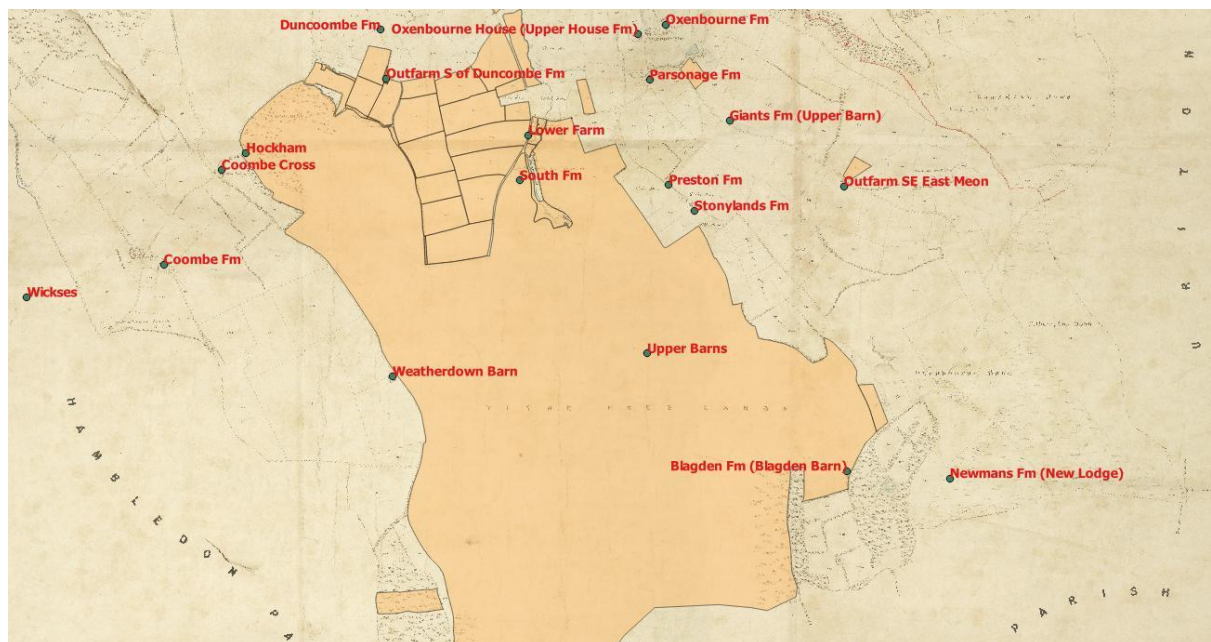 Duncoombe Fm
Oxenbourne House (Upper House Fm)
Oxenbourne Fm
Outfarm S of Duncombe Fm
Parsonage Fm
Giants Fm (Upper Barn)
Lower Farm
Hockham
Coombe Cross
South Fm
Preston Fm
Outfarm SE East Meon
Stonylands Fm
Coombe Fm
Wickses
Upper Barns
Weatherdown Barn
TITHE FREE LANDS
Blagden Fm (Blagden Barn)
Newmans Fm (New Lodge)
HAMBLEDON PA
PARISH
BURITON